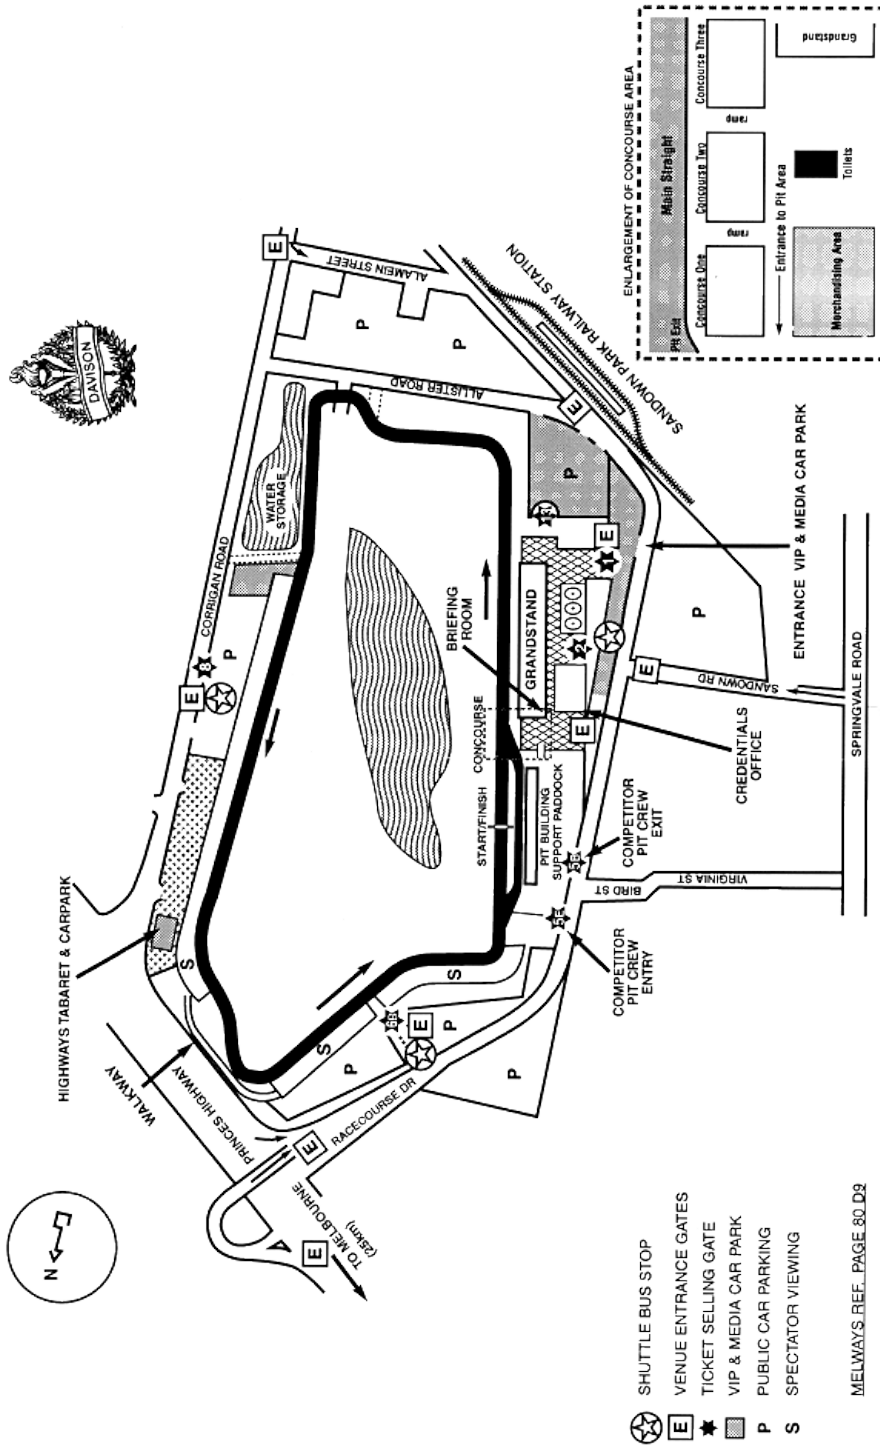 DAVISON
N
HIGHWAYS TABARET & CARPARK
WALKWAY
PRINCES HIGHWAY
RACECOURSE DR
TO MELBOURNE
(25km)
CORRIGAN ROAD
WATER
STORAGE
ALAMEIN STREET
ALLISTER ROAD
SANDOWN PARK RAILWAY STATION
BRIEFING
ROOM
GRANDSTAND
CONCOURSE
START/FINISH
PIT BUILDING
SUPPORT PADDOCK
COMPETITOR
PIT CREW
EXIT
COMPETITOR
PIT CREW
ENTRY
CREDENTIALS
OFFICE
ENTRANCE VIP & MEDIA CAR PARK
BIRD ST
VIRGINIA ST
SANDOWN RD
SPRINGVALE ROAD
E
E
E
E
E
E
E
E
E
P
P
P
P
P
P
P
P
S
S
S
8
1
2
ENLARGEMENT OF CONCOURSE AREA
Main Straight
Pit Exit
Concourse One
ramp
Concourse Two
ramp
Concourse Three
Entrance to Pit Area
Merchandising Area
Toilets
Grandstand
SHUTTLE BUS STOP
E VENUE ENTRANCE GATES
TICKET SELLING GATE
VIP & MEDIA CAR PARK
P PUBLIC CAR PARKING
S SPECTATOR VIEWING
MELWAYS REF. PAGE 80 D9